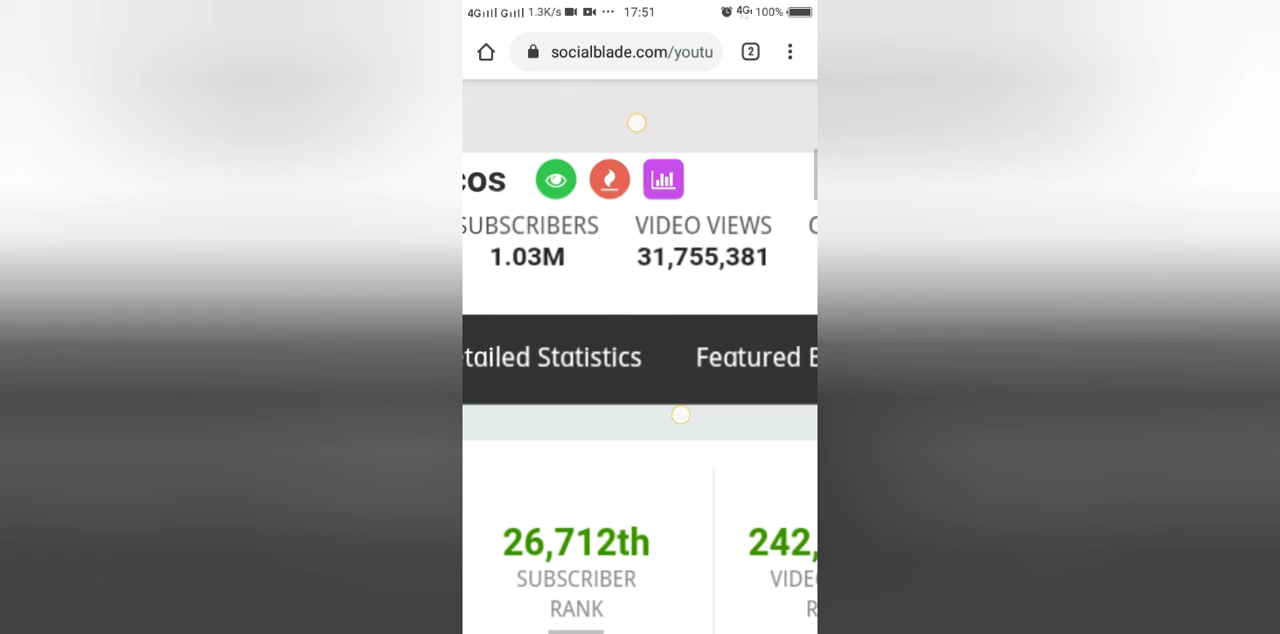 4G G 1.3K/s ··· 17:51 4G 100%
socialblade.com/youtu 2
cos
SUBSCRIBERS VIDEO VIEWS C
1.03M 31,755,381
tailed Statistics Featured E
26,712th 242,
SUBSCRIBER VIDE
RANK R